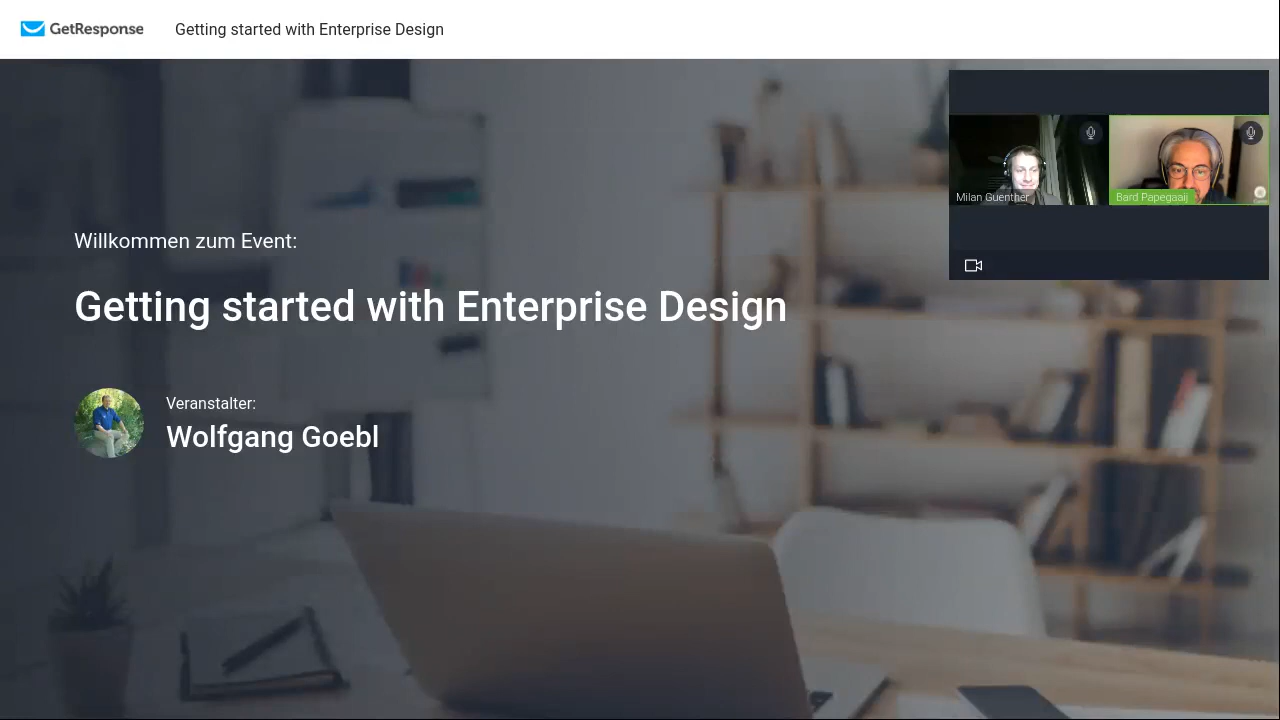 GetResponse
Getting started with Enterprise Design
Milan Guenther
Bard Papegaaij
Willkommen zum Event:
Getting started with Enterprise Design
Veranstalter:
Wolfgang Goebl